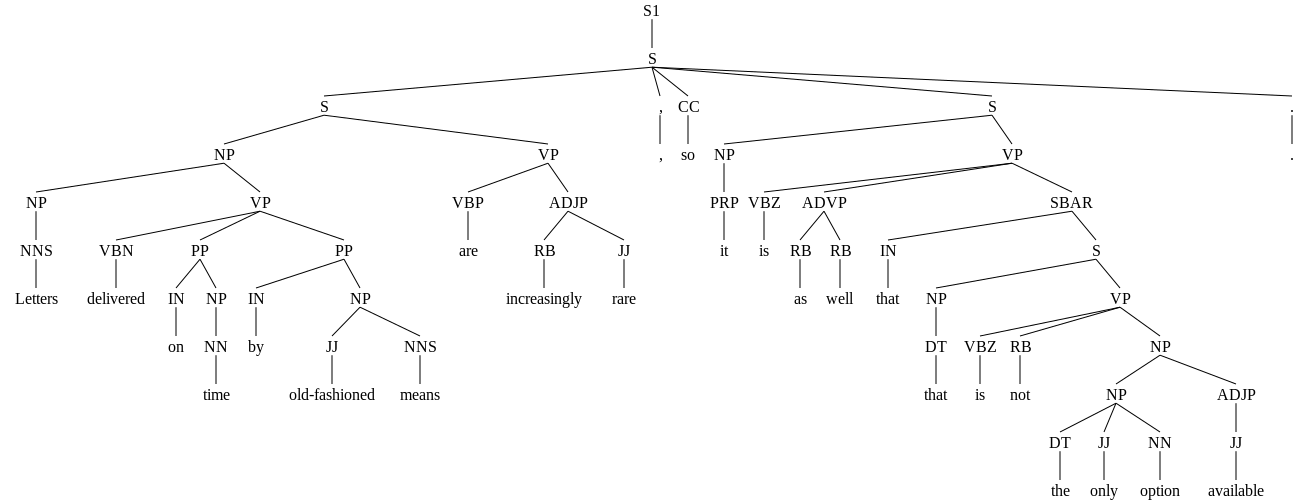 S1
S
S , CC S .
NP VP , so NP VP .
NP VP VBP ADJP PRP VBZ ADVP SBAR
NNS VBN PP PP are RB JJ it is RB RB IN S
Letters delivered IN NP IN NP increasingly rare as well that NP VP
on NN by JJ NNS DT VBZ RB NP
time old-fashioned means that is not NP ADJP
DT JJ NN JJ
the only option available